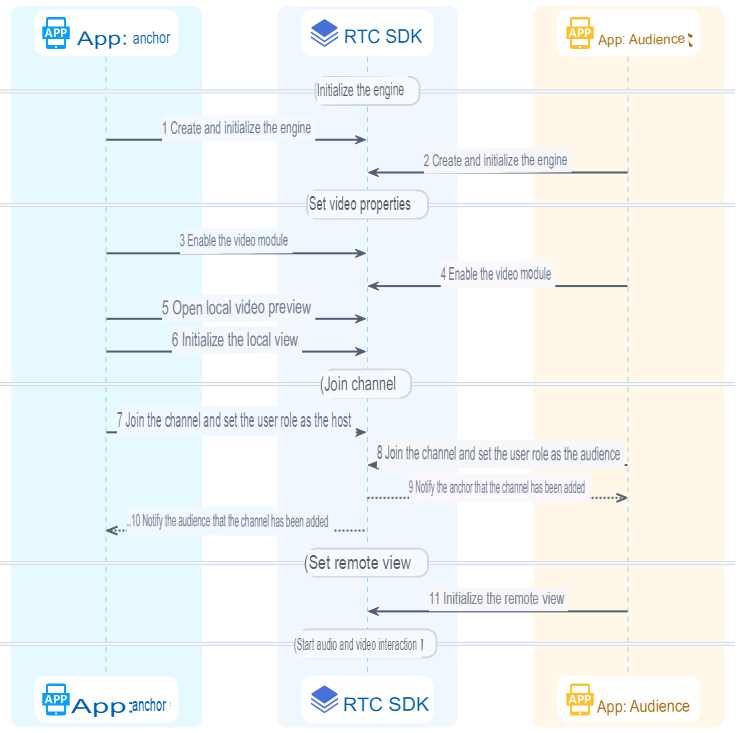 APP App: anchor
RTC SDK
APP App: Audience
(Initialize the engine
1 Create and initialize the engine
2 Create and initialize the engine
Set video properties
3 Enable the video module
4 Enable the video module
5 Open local video preview
6 Initialize the local view
(Join channel
7 Join the channel and set the user role as the host
8 Join the channel and set the user role as the audience
9 Notify the anchor that the channel has been added
..10 Notify the audience that the channel has been added
(Set remote view
11 Initialize the remote view
(Start audio and video interaction )
APP App:anchor
RTC SDK
APP App: Audience